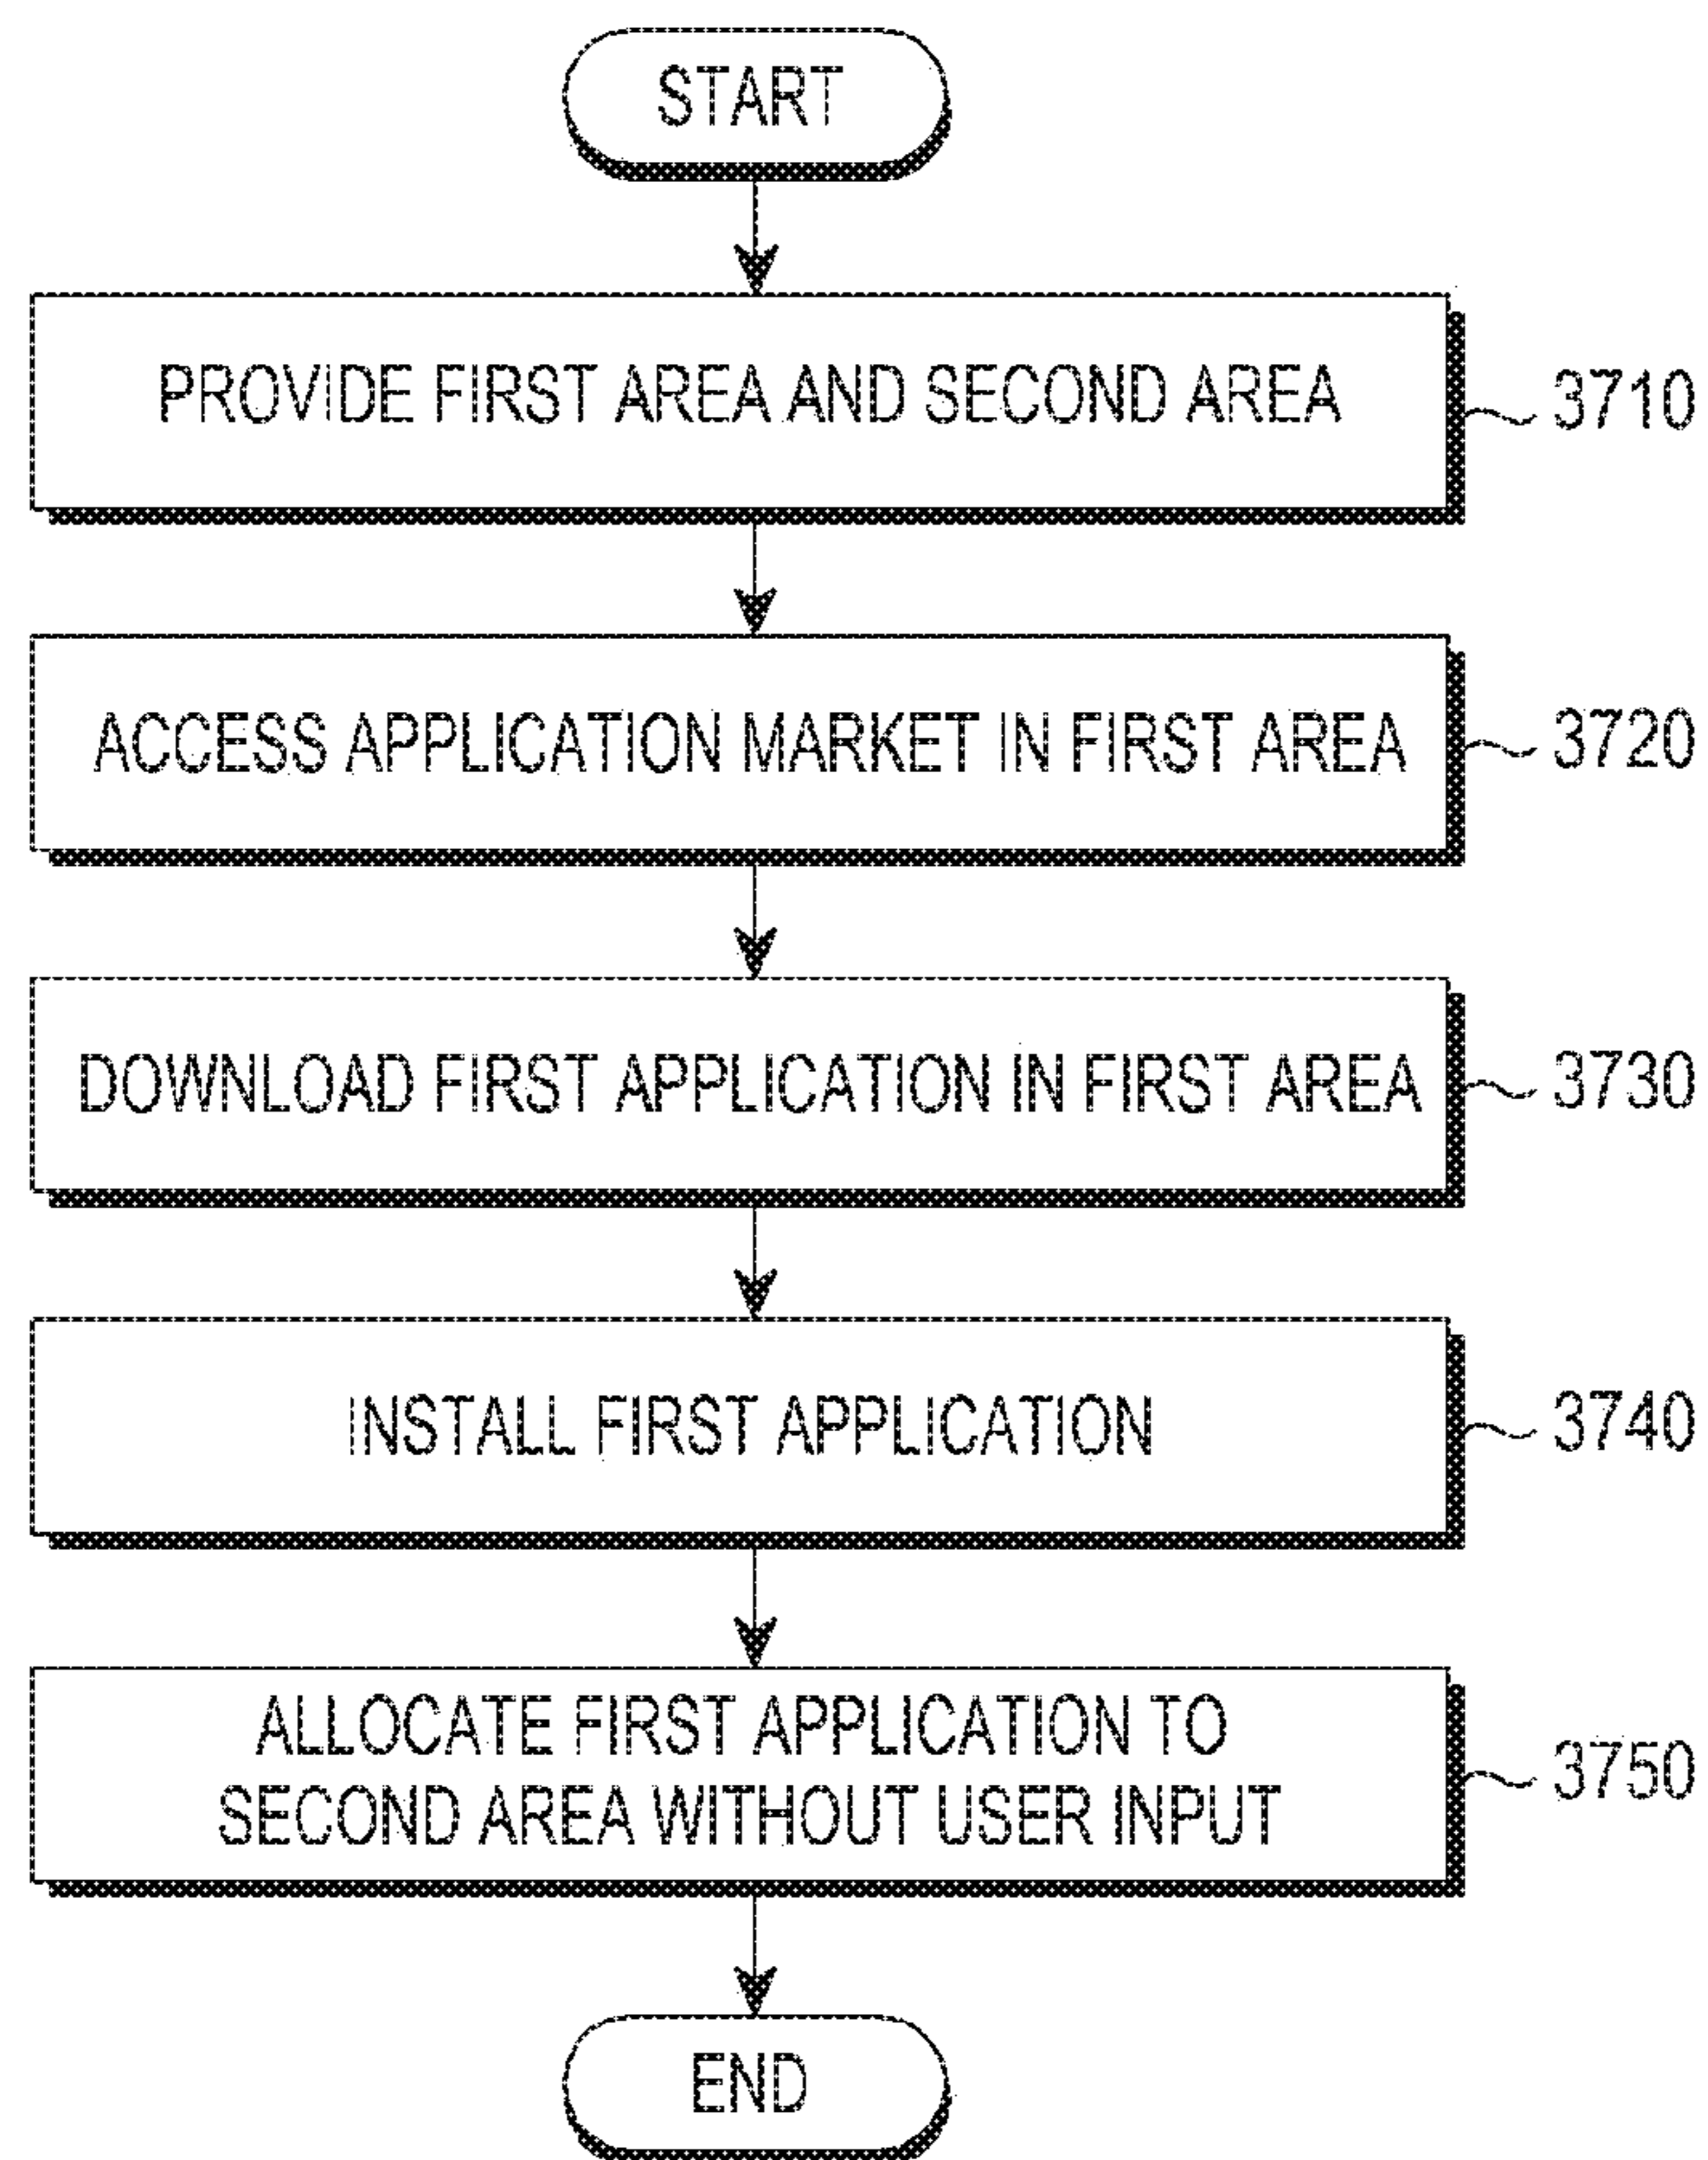 START
PROVIDE FIRST AREA AND SECOND AREA
3710
ACCESS APPLICATION MARKET IN FIRST AREA
3720
DOWNLOAD FIRST APPLICATION IN FIRST AREA
3730
INSTALL FIRST APPLICATION
3740
ALLOCATE FIRST APPLICATION TO
SECOND AREA WITHOUT USER INPUT
3750
END